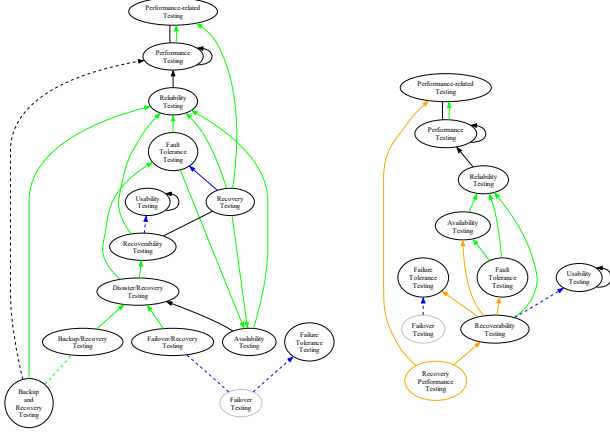 Performance-related
Testing
Performance
Testing
Reliability
Testing
Fault
Tolerance
Testing
Usability
Testing
Recovery
Testing
Recoverability
Testing
Disaster/Recovery
Testing
Backup/Recovery
Testing
Failover/Recovery
Testing
Availability
Testing
Failure
Tolerance
Testing
Backup
and
Recovery
Testing
Failover
Testing
Performance-related
Testing
Performance
Testing
Reliability
Testing
Availability
Testing
Failure
Tolerance
Testing
Fault
Tolerance
Testing
Usability
Testing
Failover
Testing
Recoverability
Testing
Recovery
Performance
Testing